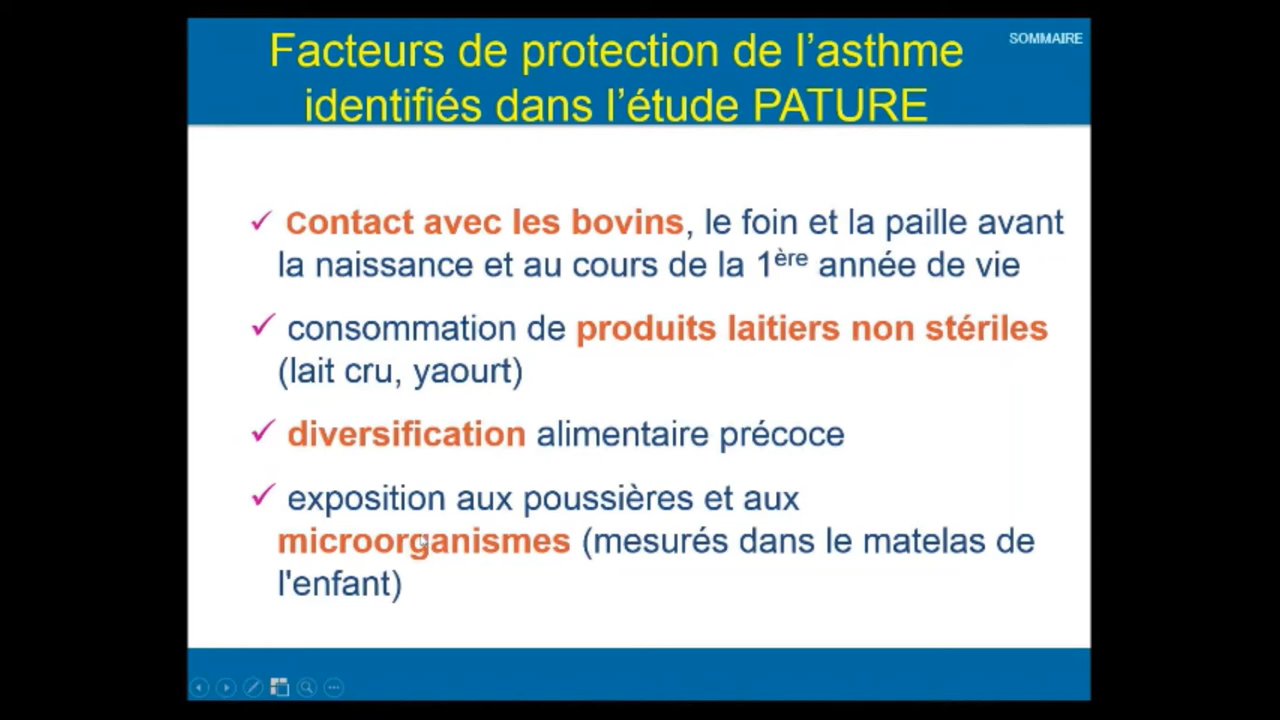 Facteurs de protection de l’asthme
SOMMAIRE
identifiés dans l’étude PATURE
✓ Contact avec les bovins, le foin et la paille avant
la naissance et au cours de la 1ère année de vie
✓ consommation de produits laitiers non stériles
(lait cru, yaourt)
✓ diversification alimentaire précoce
✓ exposition aux poussières et aux
microorganismes (mesurés dans le matelas de
l'enfant)